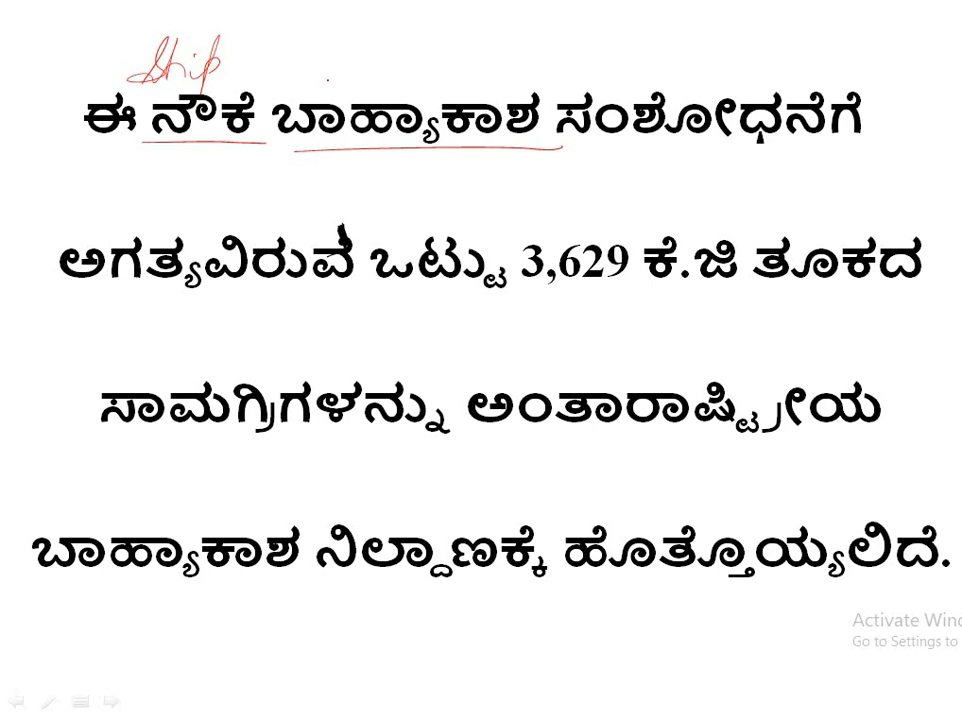 Ship
ಈ ನೌಕೆ ಬಾಹ್ಯಾಕಾಶ ಸಂಶೋಧನೆಗೆ
ಅಗತ್ಯವಿರುವ ಒಟ್ಟು 3,629 ಕೆ.ಜಿ ತೂಕದ
ಸಾಮಗ್ರಿಗಳನ್ನು ಅಂತಾರಾಷ್ಟ್ರೀಯ
ಬಾಹ್ಯಾಕಾಶ ನಿಲ್ದಾಣಕ್ಕೆ ಹೊತ್ತೊಯ್ಯಲಿದೆ.
Activate Wind
Go to Settings to